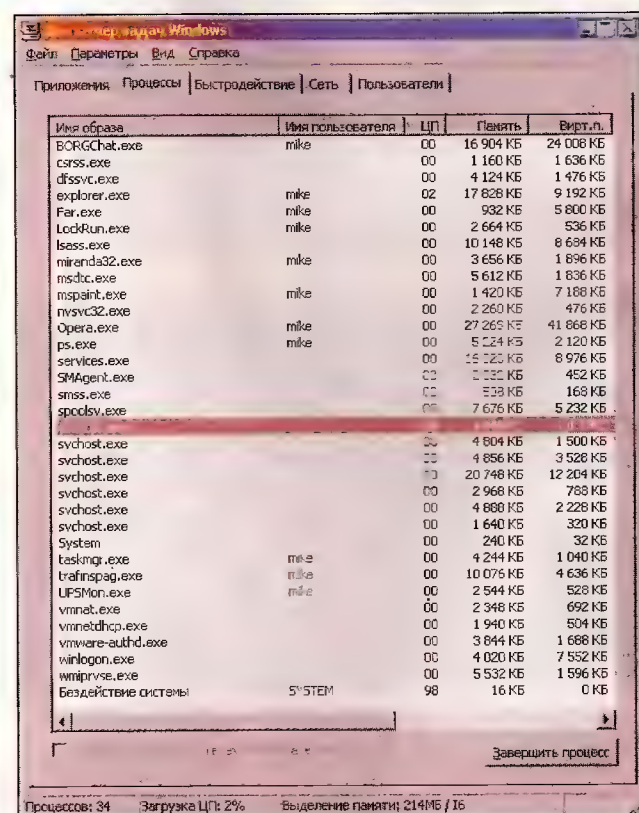 задач Windows
Файл Параметры Вид Справка
Приложения Процессы Быстродействие Сеть Пользователи
Имя образа Имя пользователя ЦП Память Вирт.п.
BORGChat.exe mike 00 16 904 КБ 24 008 КБ
csrss.exe 00 1 160 КБ 1 636 КБ
dfssvc.exe 00 4 124 КБ 1 476 КБ
explorer.exe mike 02 17 828 КБ 9 192 КБ
Far.exe mike 00 932 КБ 5 800 КБ
LockRun.exe mike 00 2 664 КБ 536 КБ
lsass.exe 00 10 148 КБ 8 684 КБ
miranda32.exe mike 00 3 656 КБ 1 896 КБ
msdtc.exe 00 5 612 КБ 1 836 КБ
mspaint.exe mike 00 1 420 КБ 7 188 КБ
nvsvc32.exe 00 2 260 КБ 476 КБ
Opera.exe mike 00 27 268 КБ 41 868 КБ
ps.exe mike 00 5 224 КБ 2 120 КБ
services.exe 00 КБ 8 976 КБ
SMAgent.exe КБ 452 КБ
smss.exe КБ 168 КБ
spoolsv.exe 7 676 КБ 5 232 КБ
svchost.exe 4 804 КБ 1 500 КБ
svchost.exe 4 856 КБ 3 528 КБ
svchost.exe 20 748 КБ 12 204 КБ
svchost.exe 00 2 968 КБ 788 КБ
svchost.exe 00 4 888 КБ 2 228 КБ
svchost.exe 00 1 640 КБ 320 КБ
System 00 240 КБ 32 КБ
taskmgr.exe mike 00 4 244 КБ 1 040 КБ
trafinspag.exe mike 00 10 076 КБ 4 636 КБ
UPSMon.exe mike 00 2 544 КБ 528 КБ
vmnat.exe 00 2 348 КБ 692 КБ
vmnetdhcp.exe 00 1 940 КБ 504 КБ
vmware-authd.exe 00 3 844 КБ 1 688 КБ
winlogon.exe 00 4 020 КБ 7 552 КБ
wmiprvse.exe 00 5 532 КБ 1 596 КБ
Бездействие системы SYSTEM 98 16 КБ 0 КБ
Завершить процесс
Процессов: 34 Загрузка ЦП: 2% Выделение памяти: 214МБ / 16